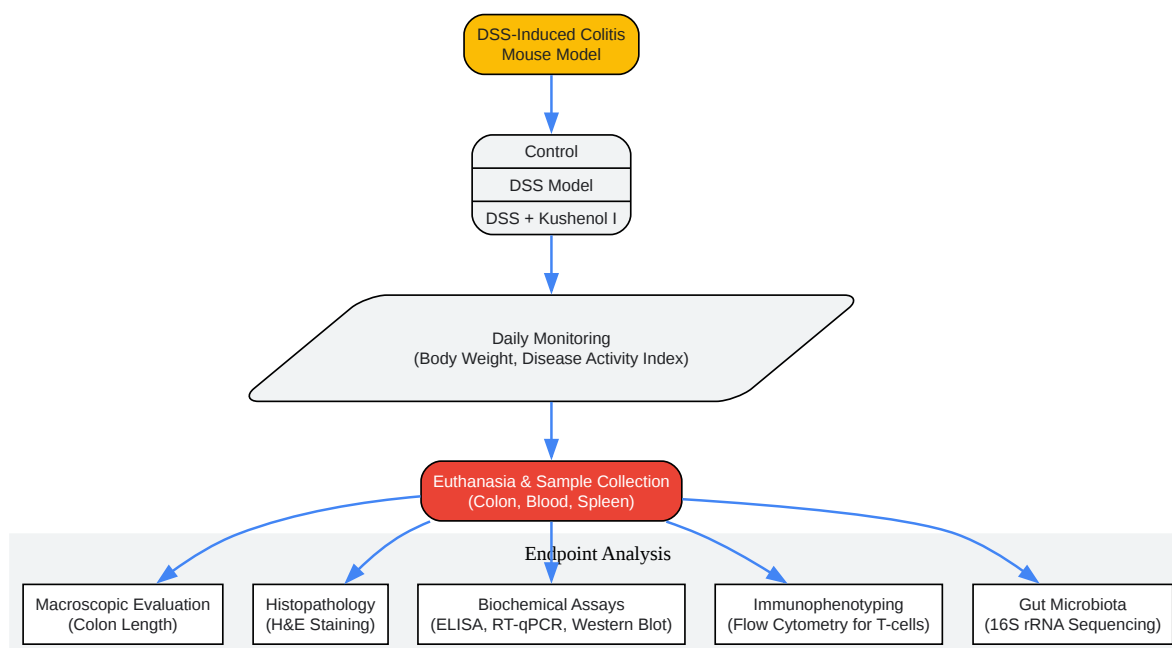 DSS-Induced Colitis
Mouse Model
Control
DSS Model
DSS + Kushenol I
Daily Monitoring
(Body Weight, Disease Activity Index)
Euthanasia & Sample Collection
(Colon, Blood, Spleen)
Endpoint Analysis
Macroscopic Evaluation
(Colon Length)
Histopathology
(H&E Staining)
Biochemical Assays
(ELISA, RT-qPCR, Western Blot)
Immunophenotyping
(Flow Cytometry for T-cells)
Gut Microbiota
(16S rRNA Sequencing)